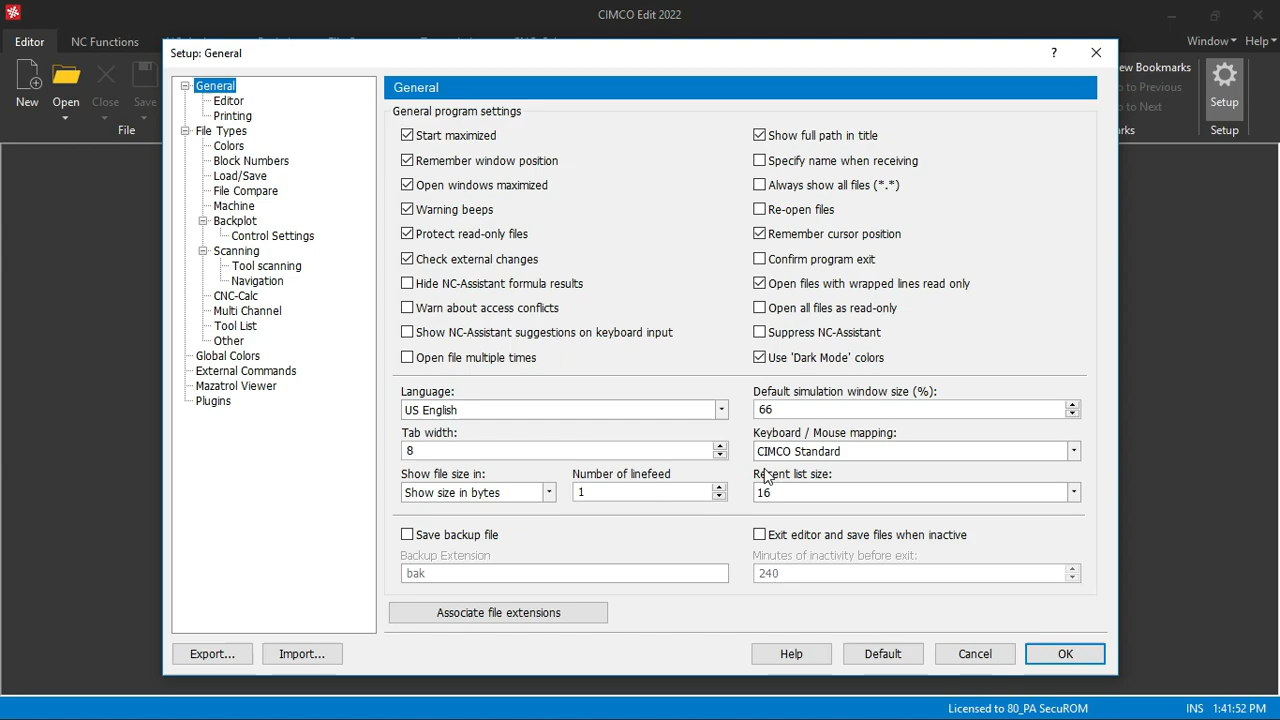 CIMCO Edit 2022
Editor
NC Functions
Window
Help
New
Open
Close
Save
File
ew Bookmarks
o to Previous
o to Next
rks
Setup
Setup
Setup: General
?
General
Editor
Printing
File Types
Colors
Block Numbers
Load/Save
File Compare
Machine
Backplot
Control Settings
Scanning
Tool scanning
Navigation
CNC-Calc
Multi Channel
Tool List
Other
Global Colors
External Commands
Mazatrol Viewer
Plugins
General
General program settings
Start maximized
Remember window position
Open windows maximized
Warning beeps
Protect read-only files
Check external changes
Hide NC-Assistant formula results
Warn about access conflicts
Show NC-Assistant suggestions on keyboard input
Open file multiple times
Show full path in title
Specify name when receiving
Always show all files (*.*)
Re-open files
Remember cursor position
Confirm program exit
Open files with wrapped lines read only
Open all files as read-only
Suppress NC-Assistant
Use 'Dark Mode' colors
Language:
US English
Default simulation window size (%):
66
Tab width:
8
Keyboard / Mouse mapping:
CIMCO Standard
Show file size in:
Show size in bytes
Number of linefeed
1
Recent list size:
16
Save backup file
Backup Extension
bak
Exit editor and save files when inactive
Minutes of inactivity before exit:
240
Associate file extensions
Export...
Import...
Help
Default
Cancel
OK
Licensed to 80_PA SecuROM
INS
1:41:52 PM